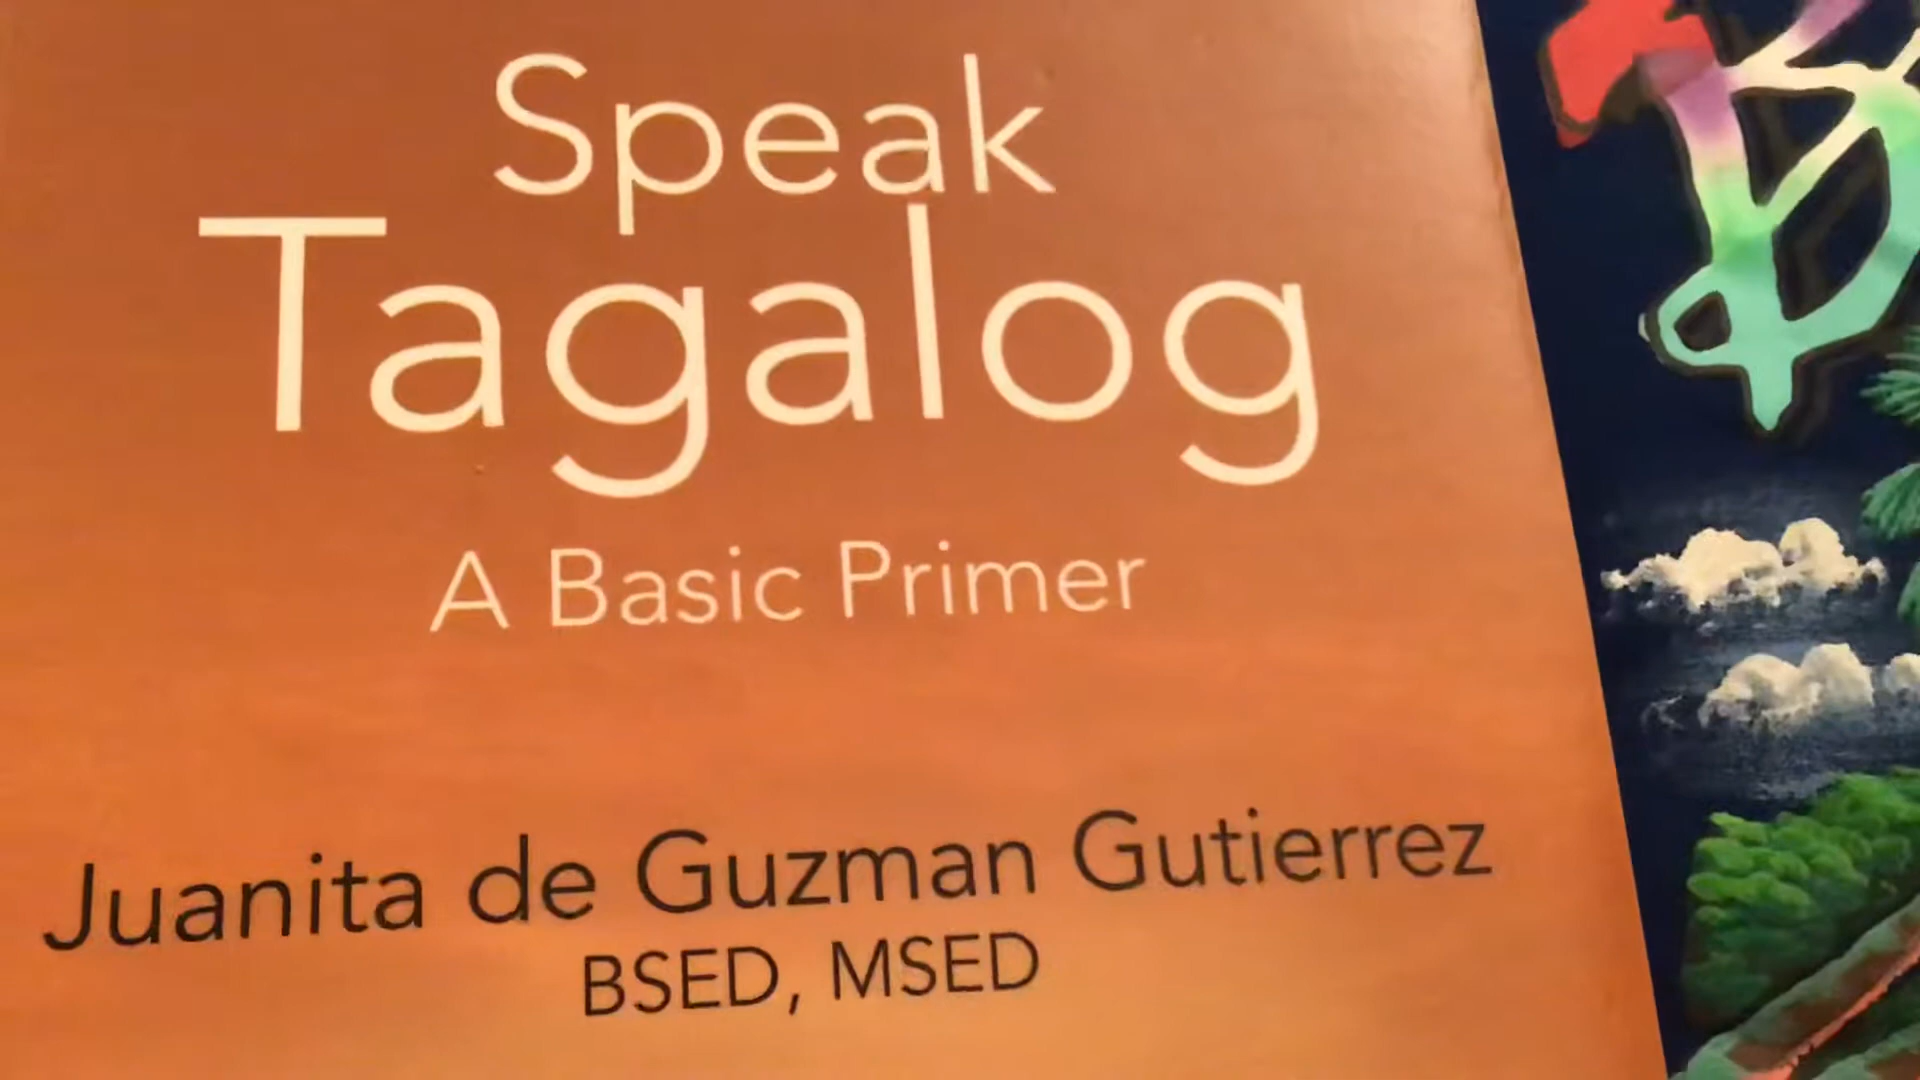 Speak
Tagalog
A Basic Primer
Juanita de Guzman Gutierrez
BSED, MSED